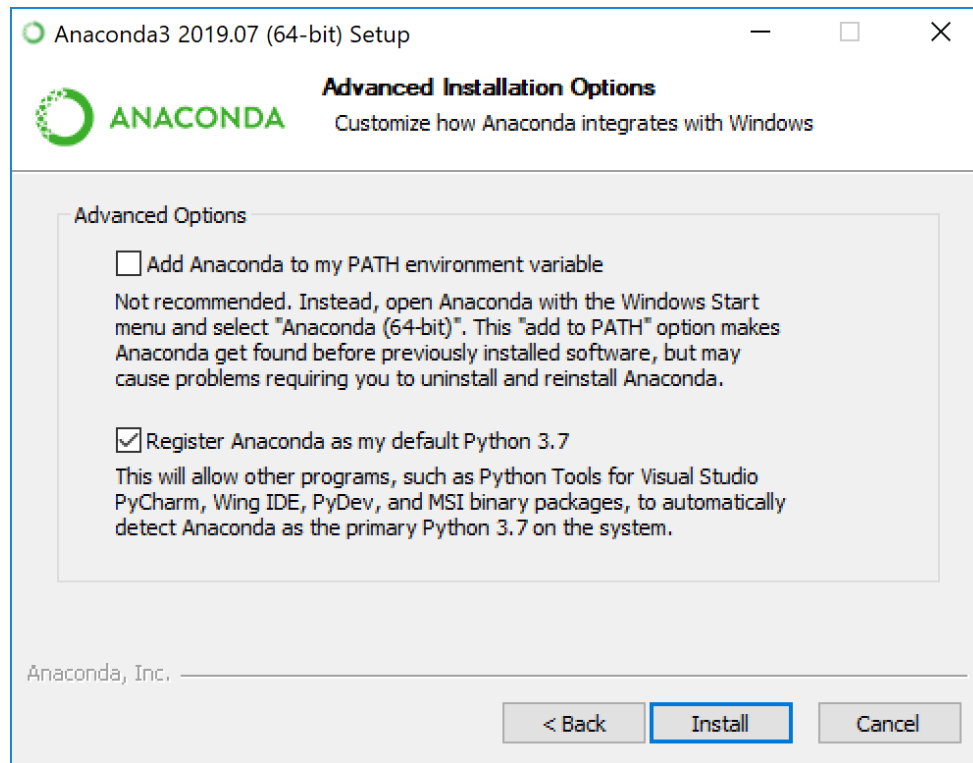 Anaconda3 2019.07 (64-bit) Setup
ANACONDA
Advanced Installation Options
Customize how Anaconda integrates with Windows
Advanced Options
Add Anaconda to my PATH environment variable
Not recommended. Instead, open Anaconda with the Windows Start
menu and select "Anaconda (64-bit)". This "add to PATH" option makes
Anaconda get found before previously installed software, but may
cause problems requiring you to uninstall and reinstall Anaconda.
Register Anaconda as my default Python 3.7
This will allow other programs, such as Python Tools for Visual Studio
PyCharm, Wing IDE, PyDev, and MSI binary packages, to automatically
detect Anaconda as the primary Python 3.7 on the system.
Anaconda, Inc.
< Back Install Cancel